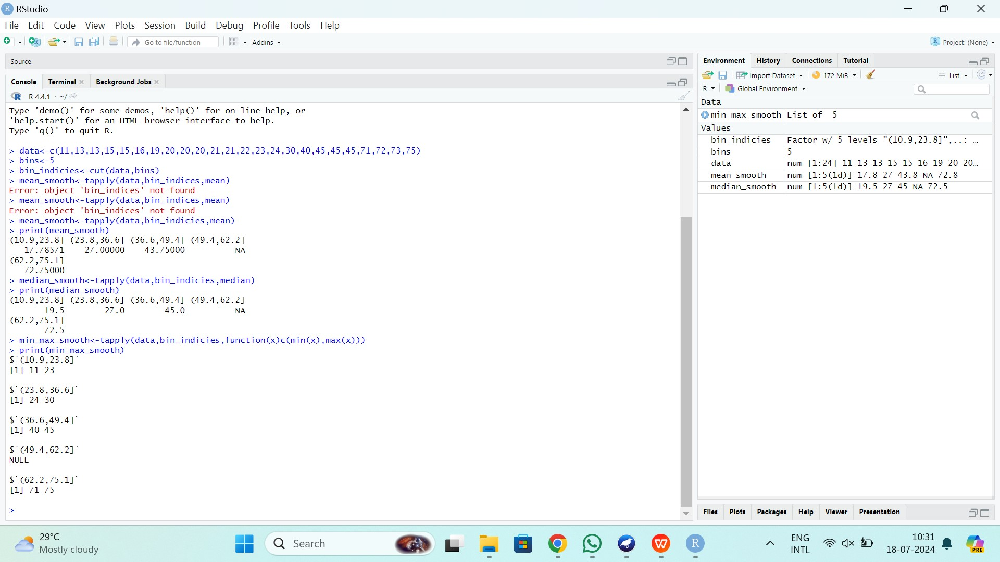 RStudio
File Edit Code View Plots Session Build Debug Profile Tools Help
Go to file/function Addins Project: (None)
Source
Console Terminal Background Jobs
R 4.4.1 · ~/
Type 'demo()' for some demos, 'help()' for on-line help, or
'help.start()' for an HTML browser interface to help.
Type 'q()' to quit R.
> data<-c(11,13,13,15,15,16,19,20,20,20,21,21,22,23,24,30,40,45,45,45,71,72,73,75)
> bins<-5
> bin_indicies<-cut(data,bins)
> mean_smooth<-tapply(data,bin_indices,mean)
Error: object 'bin_indices' not found
> mean_smooth<-tapply(data,bin_indices,mean)
Error: object 'bin_indices' not found
> mean_smooth<-tapply(data,bin_indicies,mean)
> print(mean_smooth)
(10.9,23.8] (23.8,36.6] (36.6,49.4] (49.4,62.2]
17.78571 27.00000 43.75000 NA
(62.2,75.1]
72.75000
> median_smooth<-tapply(data,bin_indicies,median)
> print(median_smooth)
(10.9,23.8] (23.8,36.6] (36.6,49.4] (49.4,62.2]
19.5 27.0 45.0 NA
(62.2,75.1]
72.5
> min_max_smooth<-tapply(data,bin_indicies,function(x)c(min(x),max(x)))
> print(min_max_smooth)
$`(10.9,23.8]`
[1] 11 23
$`(23.8,36.6]`
[1] 24 30
$`(36.6,49.4]`
[1] 40 45
$`(49.4,62.2]`
NULL
$`(62.2,75.1]`
[1] 71 75
>
Environment History Connections Tutorial
Import Dataset 172 MiB List
R Global Environment
Data
min_max_smooth List of 5
Values
bin_indicies Factor w/ 5 levels "(10.9,23.8]",..: …
bins 5
data num [1:24] 11 13 13 15 15 16 19 20 20…
mean_smooth num [1:5(1d)] 17.8 27 43.8 NA 72.8
median_smooth num [1:5(1d)] 19.5 27 45 NA 72.5
Files Plots Packages Help Viewer Presentation
29°C
Mostly cloudy
Search
ENG
INTL
10:31
18-07-2024
PRE